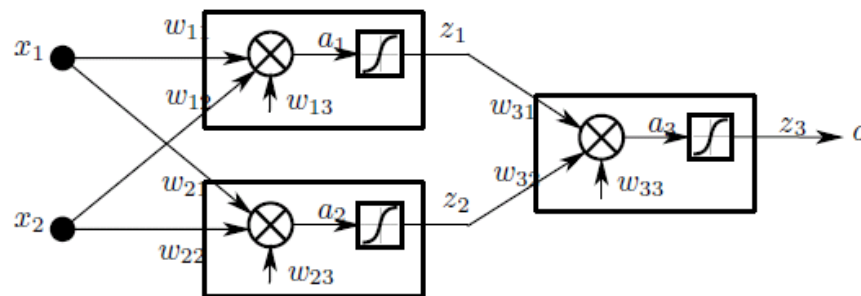 x₁
w₁₁
a₁
z₁
w₁₂
w₁₃
w₃₁
a₃
z₃
o
w₃₂
w₃₃
w₂₁
x₂
a₂
z₂
w₂₂
w₂₃